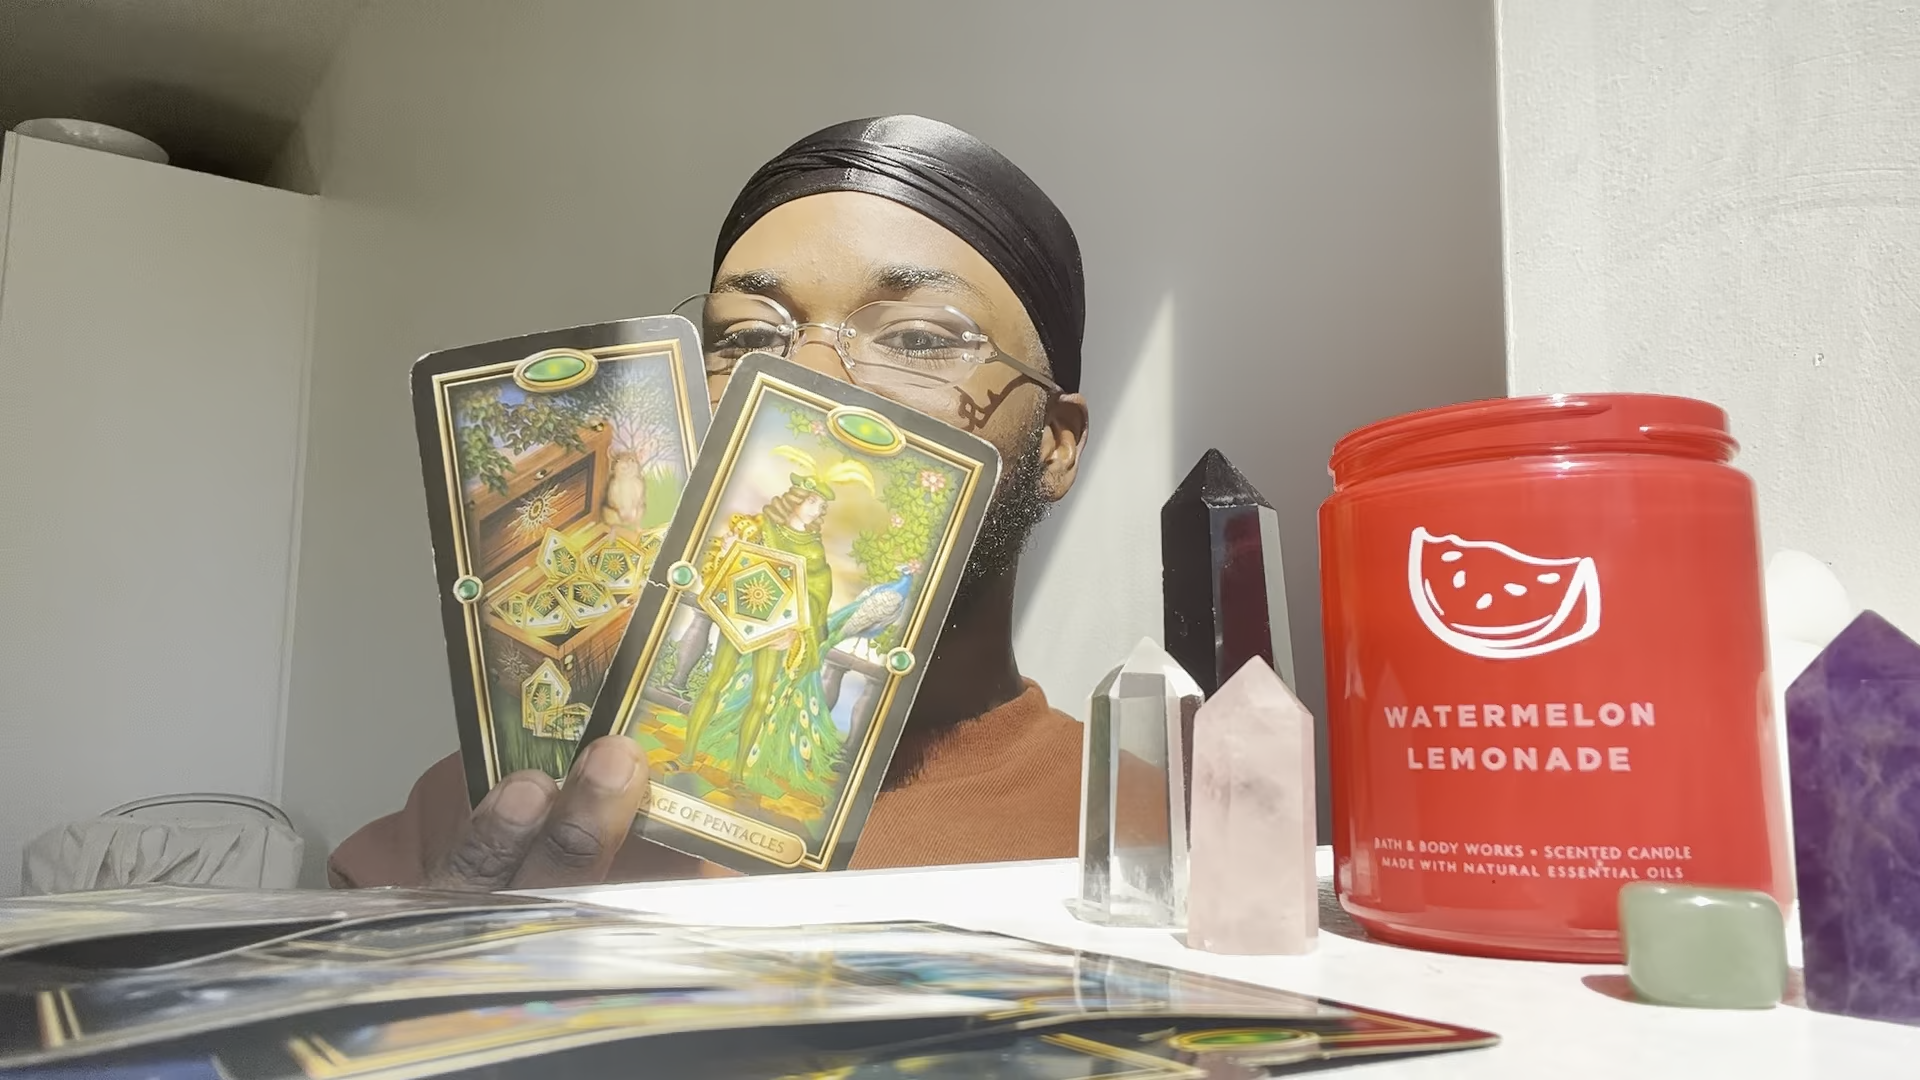 PAGE OF PENTACLES
WATERMELON
LEMONADE
BATH & BODY WORKS • SCENTED CANDLE
MADE WITH NATURAL ESSENTIAL OILS